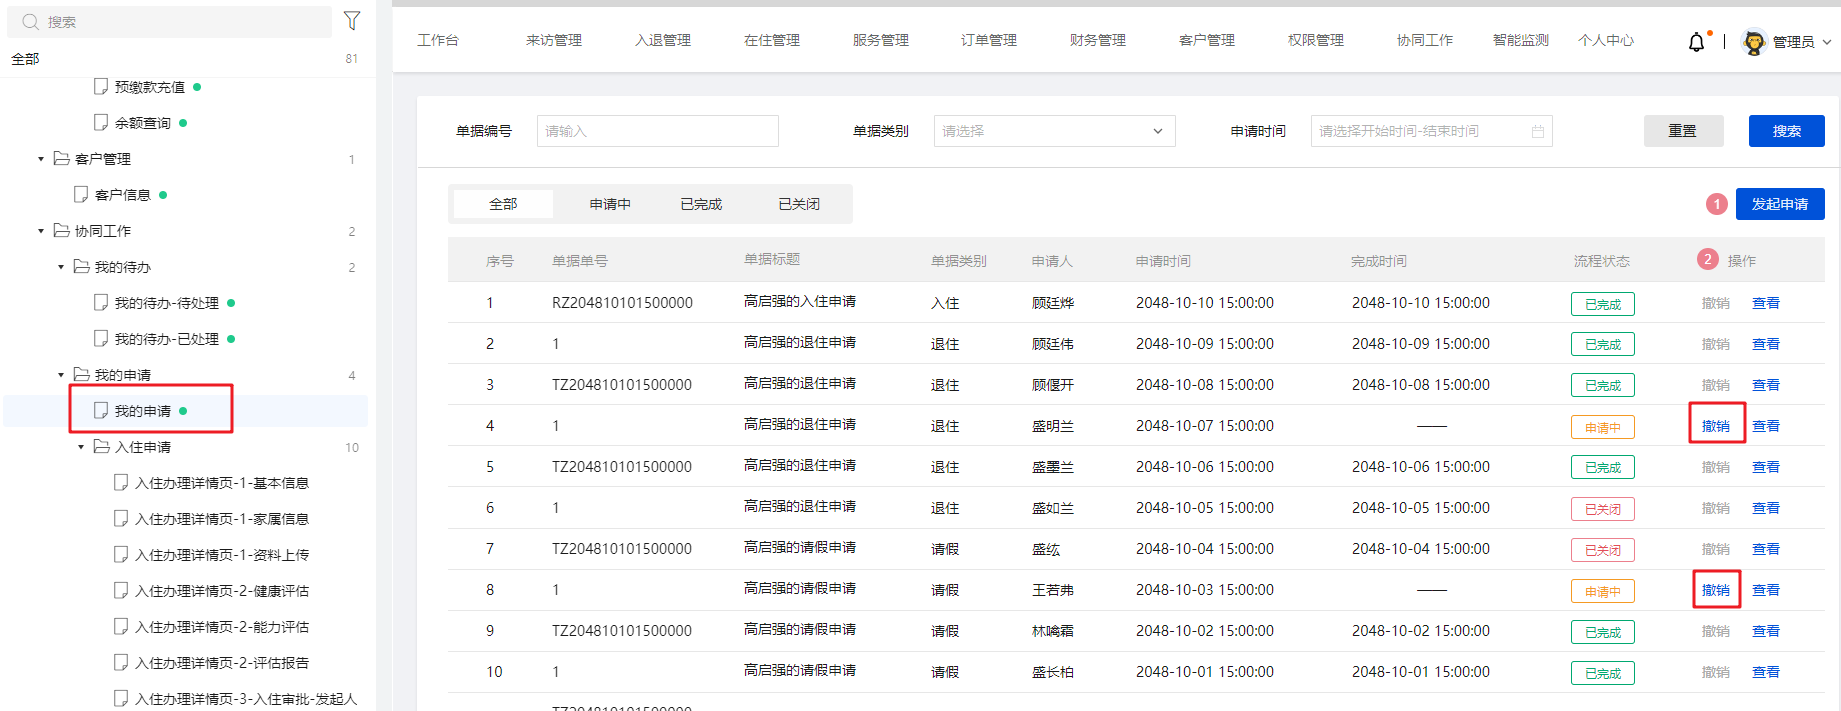 搜索
全部 81
预缴款充值
余额查询
客户管理 1
客户信息
协同工作 2
我的待办 2
我的待办-待处理
我的待办-已处理
我的申请 4
我的申请
入住申请 10
入住办理详情页-1-基本信息
入住办理详情页-1-家属信息
入住办理详情页-1-资料上传
入住办理详情页-2-健康评估
入住办理详情页-2-能力评估
入住办理详情页-2-评估报告
入住办理详情页-3-入住审批-发起人
工作台 来访管理 入退管理 在住管理 服务管理 订单管理 财务管理 客户管理 权限管理 协同工作 智能监测 个人中心 管理员
单据编号 请输入 单据类别 请选择 申请时间 请选择开始时间-结束时间 重置 搜索
全部 申请中 已完成 已关闭 1 发起申请
序号 单据单号 单据标题 单据类别 申请人 申请时间 完成时间 流程状态 2 操作
1 RZ204810101500000 高启强的入住申请 入住 顾廷烨 2048-10-10 15:00:00 2048-10-10 15:00:00 已完成 撤销 查看
2 1 高启强的退住申请 退住 顾廷伟 2048-10-09 15:00:00 2048-10-09 15:00:00 已完成 撤销 查看
3 TZ204810101500000 高启强的退住申请 退住 顾偃开 2048-10-08 15:00:00 2048-10-08 15:00:00 已完成 撤销 查看
4 1 高启强的退住申请 退住 盛明兰 2048-10-07 15:00:00 —— 申请中 撤销 查看
5 TZ204810101500000 高启强的退住申请 退住 盛墨兰 2048-10-06 15:00:00 2048-10-06 15:00:00 已完成 撤销 查看
6 1 高启强的退住申请 退住 盛如兰 2048-10-05 15:00:00 2048-10-05 15:00:00 已关闭 撤销 查看
7 TZ204810101500000 高启强的请假申请 请假 盛纮 2048-10-04 15:00:00 2048-10-04 15:00:00 已关闭 撤销 查看
8 1 高启强的请假申请 请假 王若弗 2048-10-03 15:00:00 —— 申请中 撤销 查看
9 TZ204810101500000 高启强的请假申请 请假 林噙霜 2048-10-02 15:00:00 2048-10-02 15:00:00 已完成 撤销 查看
10 1 高启强的请假申请 请假 盛长柏 2048-10-01 15:00:00 2048-10-01 15:00:00 已完成 撤销 查看
TZ204810101500000